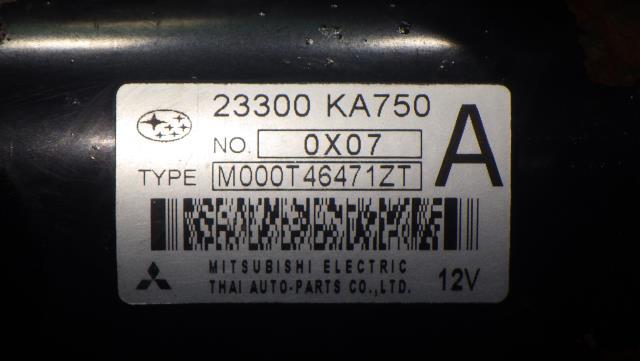 23300 KA750
NO. 0X07
A
TYPE M000T46471ZT
MITSUBISHI ELECTRIC
THAI AUTO-PARTS CO.,LTD. 12V